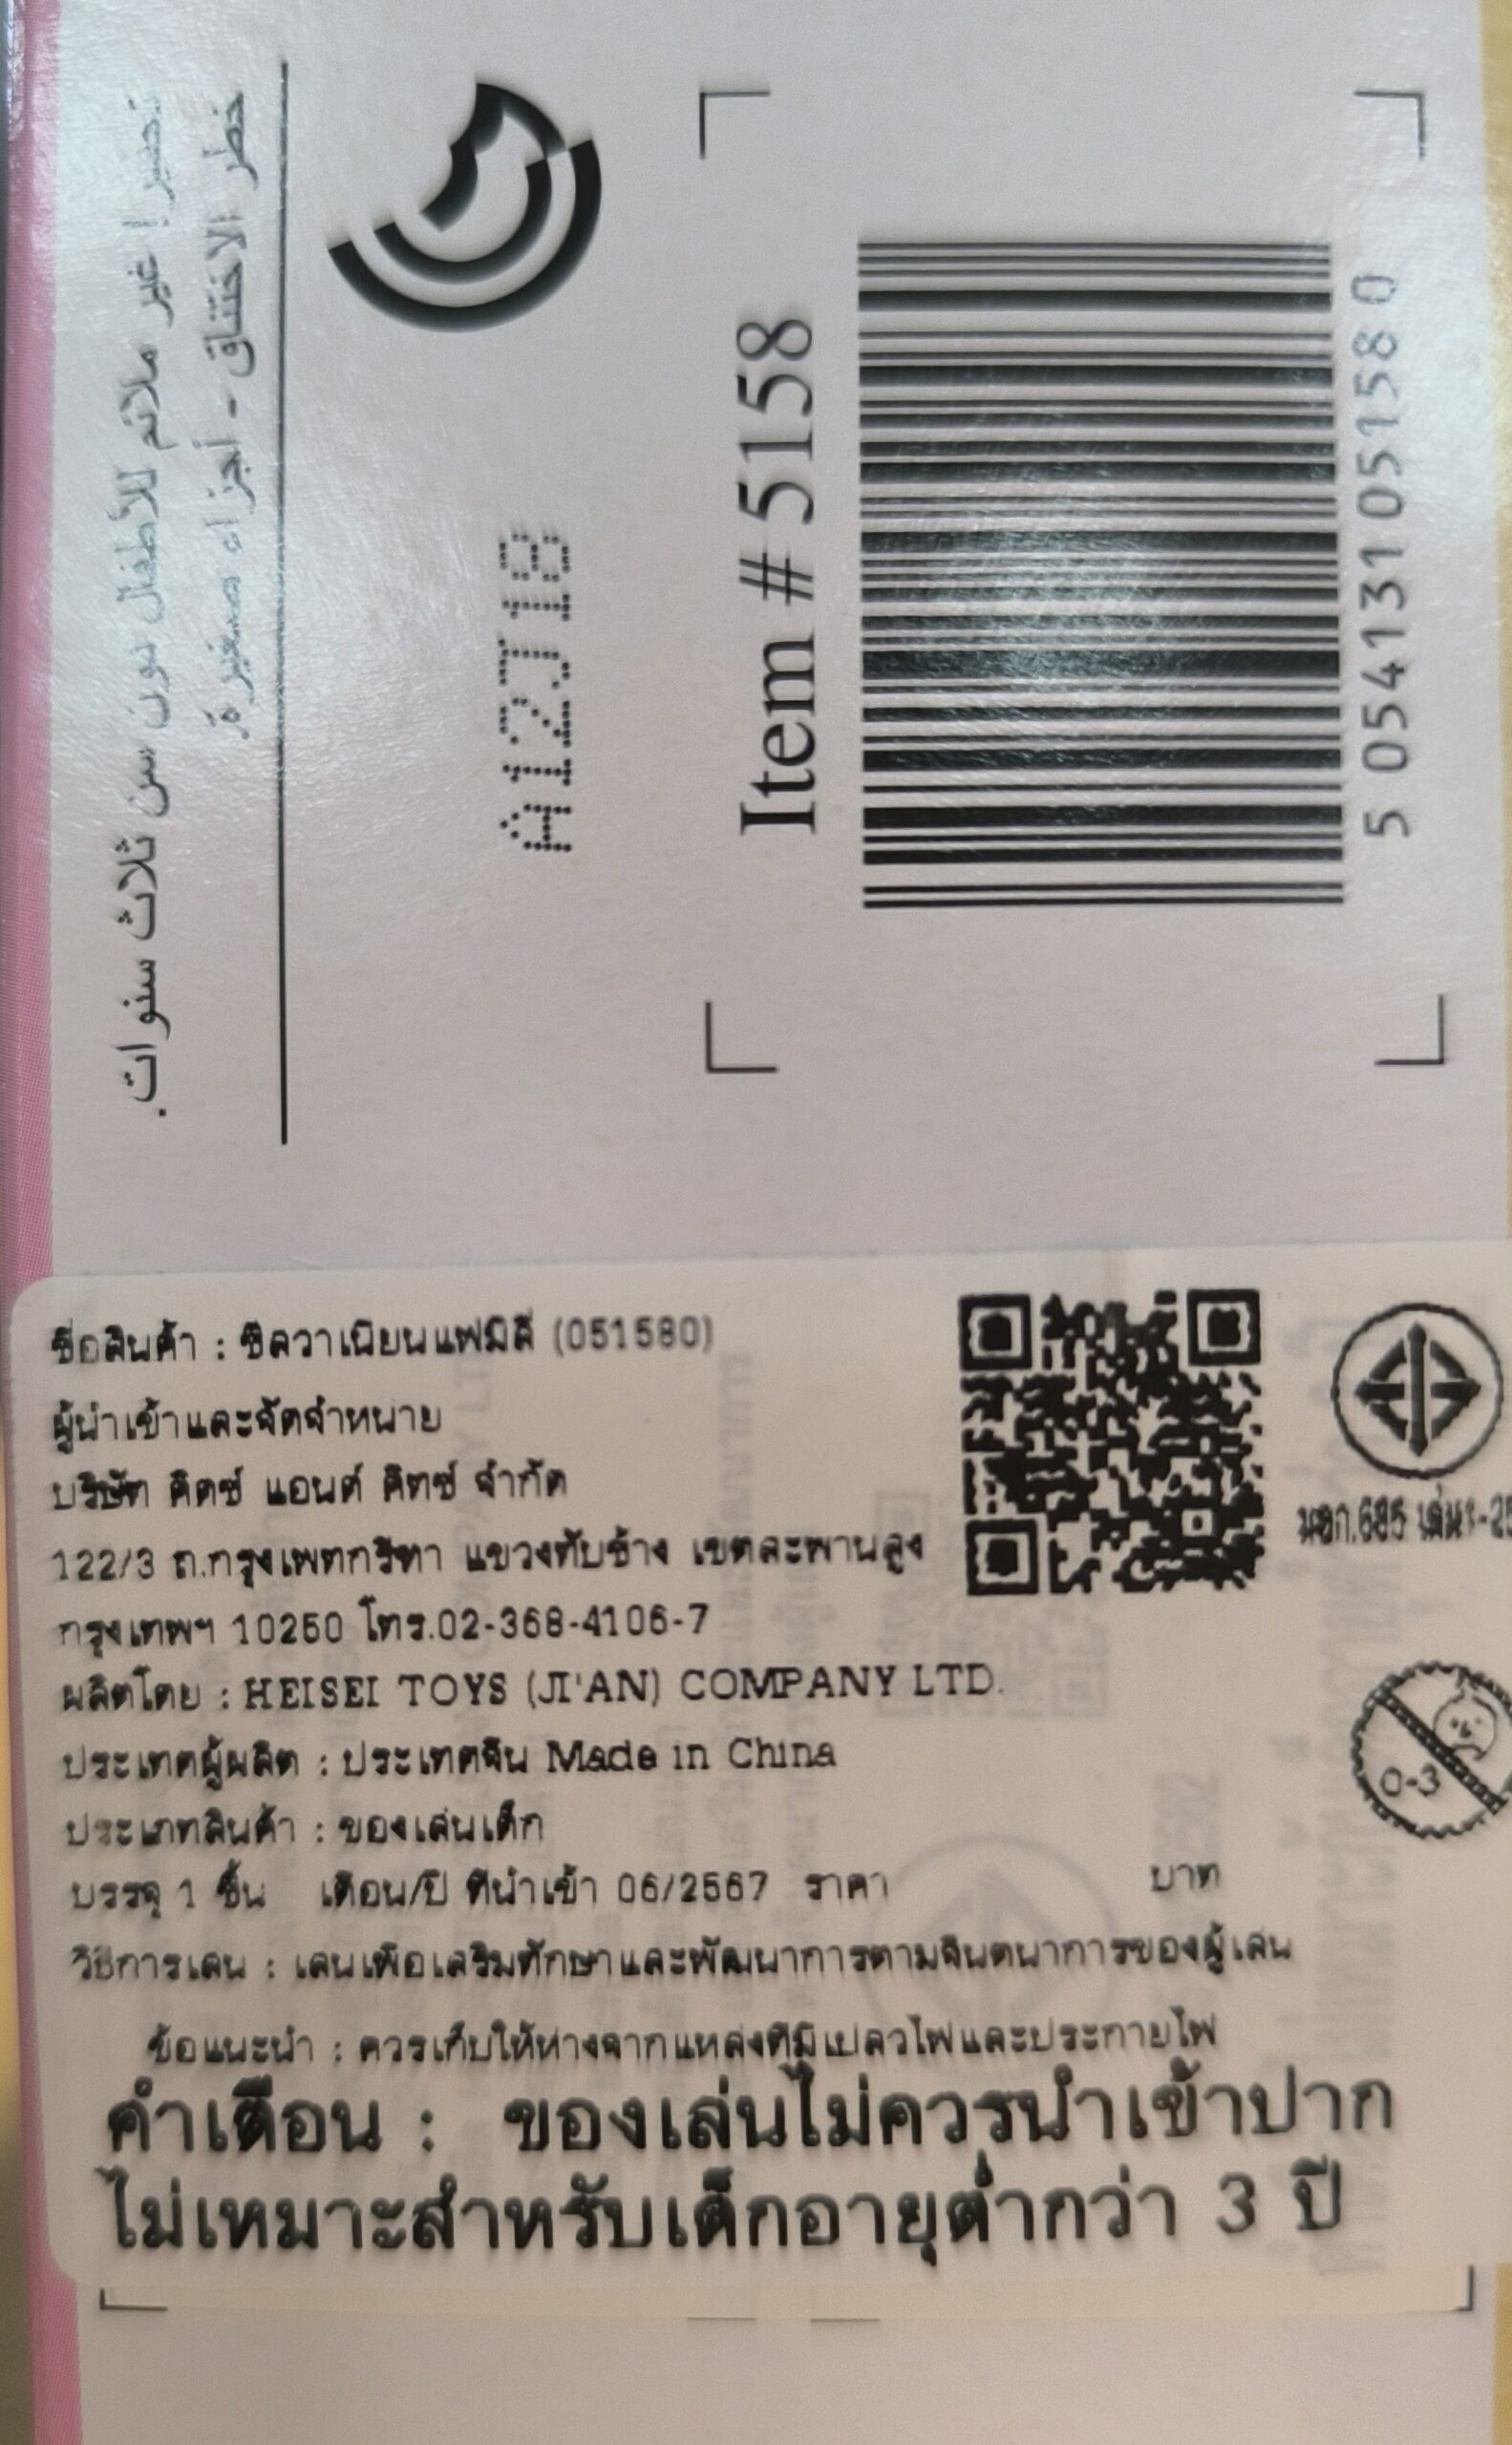 تحذير! غير ملائم للأطفال دون سن ثلاث سنوات.
خطر الاختناق - أجزاء صغيرة
A12J18
Item # 5158
5 054131 051580
ชื่อสินค้า : ซิลวาเนียนแฟมิลี่ (051580)
ผู้นำเข้าและจัดจำหน่าย
บริษัท คิดซ์ แอนด์ คิทซ์ จำกัด
122/3 ถ.กรุงเทพกรีฑา แขวงทับช้าง เขตสะพานสูง
กรุงเทพฯ 10250 โทร.02-368-4106-7
ผลิตโดย : HEISEI TOYS (JI'AN) COMPANY LTD.
ประเทศผู้ผลิต : ประเทศจีน Made in China
ประเภทสินค้า : ของเล่นเด็ก
บรรจุ 1 ชิ้น เดือน/ปี ที่นำเข้า 06/2567 ราคา บาท
วิธีการเล่น : เล่นเพื่อเสริมทักษาและพัฒนาการตามจินตนาการของผู้เล่น
ข้อแนะนำ : ควรเก็บให้ห่างจากแหล่งที่มีเปลวไฟและประกายไฟ
คำเตือน : ของเล่นไม่ควรนำเข้าปาก
ไม่เหมาะสำหรับเด็กอายุต่ำกว่า 3 ปี
มอก.685 เล่ม1-25
0-3